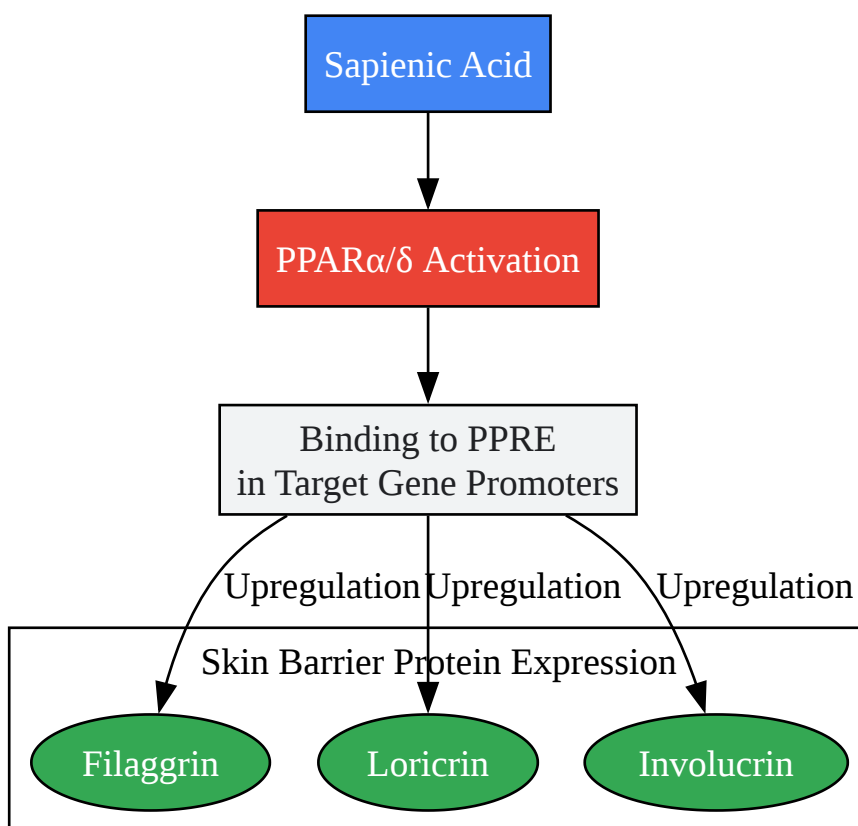 Sapienic Acid
PPARα/δ Activation
Binding to PPRE
in Target Gene Promoters
Upregulation Upregulation Upregulation
Skin Barrier Protein Expression
Filaggrin Loricrin Involucrin